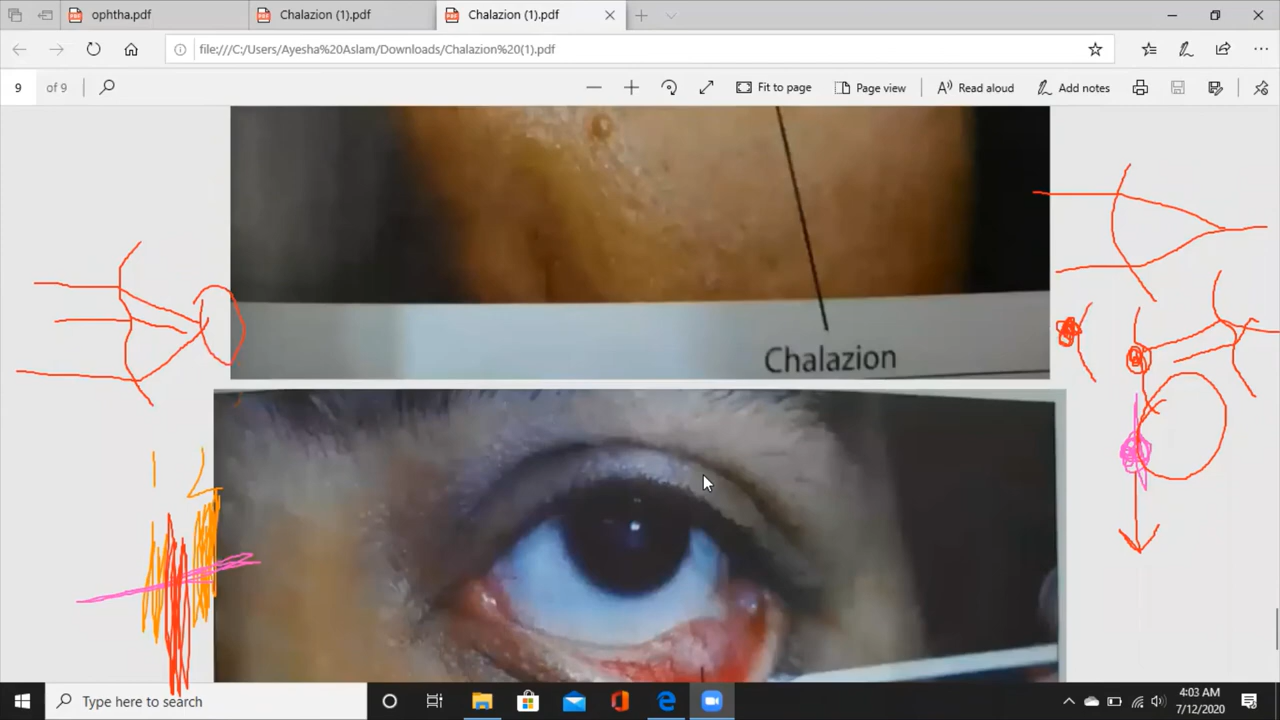 ophtha.pdf
Chalazion (1).pdf
Chalazion (1).pdf
file:///C:/Users/Ayesha%20Aslam/Downloads/Chalazion%20(1).pdf
9 of 9
Fit to page
Page view
Read aloud
Add notes
Chalazion
Type here to search
4:03 AM
7/12/2020